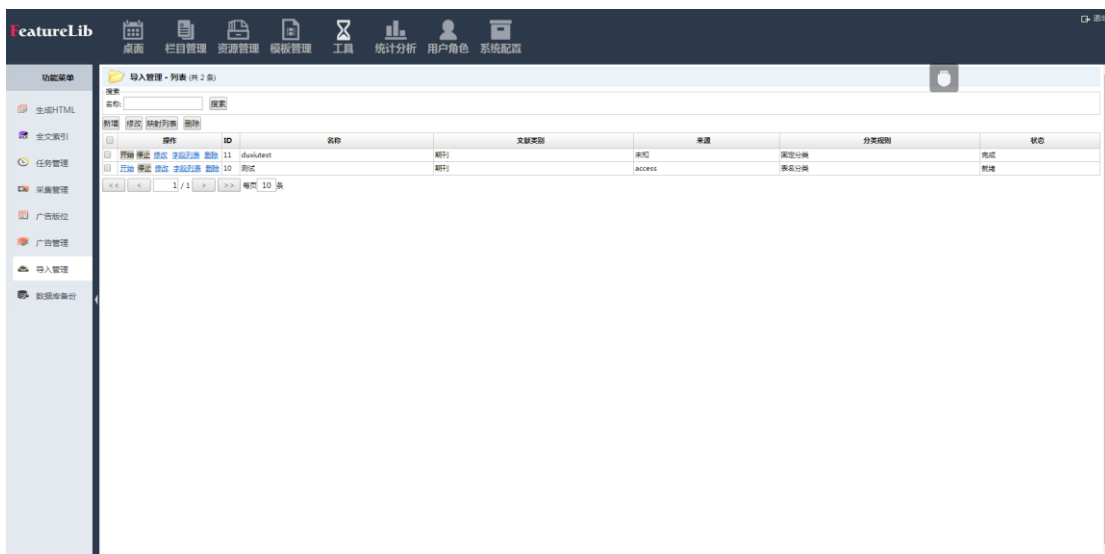 FeatureLib
桌面 栏目管理 资源管理 模板管理 工具 统计分析 用户角色 系统配置
功能菜单
生成HTML
全文索引
任务管理
采集管理
广告版位
广告管理
导入管理
数据库备份
导入管理 - 列表 (共 2 条)
搜索
名称: 搜索
新增 修改 映射列表 删除
操作 ID 名称 文献类别 来源 分类规则 状态
开始 停止 修改 字段列表 删除 11 duxiutest 期刊 未知 固定分类 完成
开始 停止 修改 字段列表 删除 10 测试 期刊 access 表名分类 就绪
<< < 1 / 1 > >> 每页 10 条